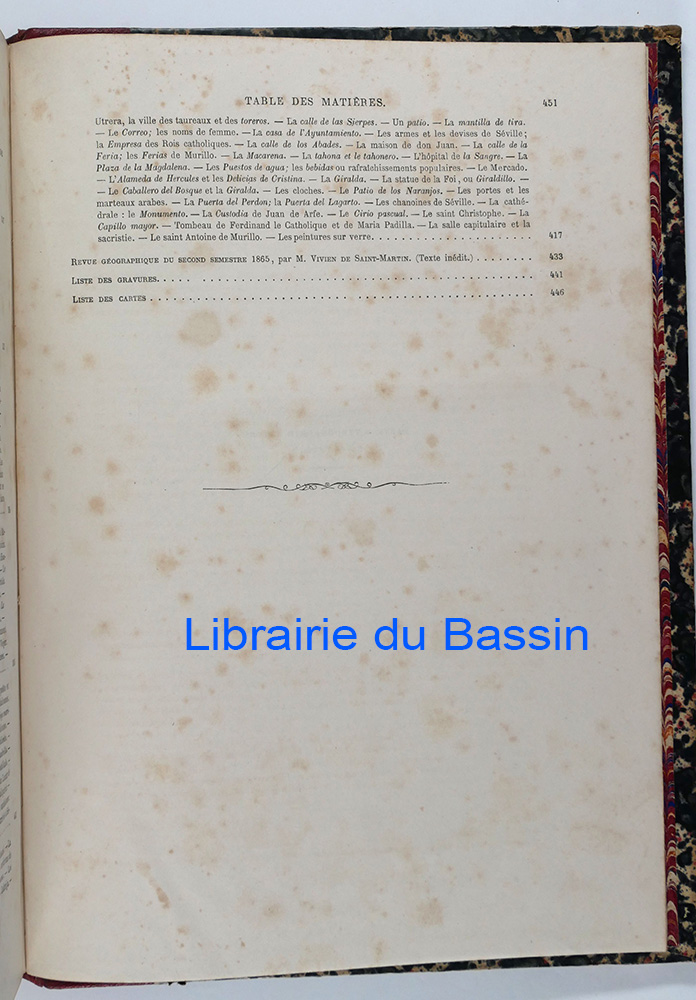 TABLE DES MATIÈRES. 451
Utrera, la ville des taureaux et des toreros. — La calle de las Sierpes. — Un patio. — La mantilla de tira.
— Le Correo; les noms de femme. — La casa de l'Ayuntamiento. — Les armes et les devises de Séville;
la Empresa des Rois catholiques. — La calle de los Abades. — La maison de don Juan. — La calle de la
Feria; les Ferias de Murillo. — La Macarena. — La tahona et le tahonero. — L'hôpital de la Sangre. — La
Plaza de la Magdalena. — Les Puestos de agua; les bebidas ou rafraîchissements populaires. — Le Mercado.
— L'Alameda de Hercules et les Delicias de Cristina. — La Giralda. — La statue de la Foi, ou Giraldillo. —
— Le Caballero del Bosque et la Giralda. — Les cloches. — Le Patio de los Naranjos. — Les portes et les
marteaux arabes. — La Puerta del Perdon; la Puerta del Lagarto. — Les chanoines de Séville. — La cathé-
drale : le Monumento. — La Custodia de Juan de Arfe. — Le Cirio pascual. — Le saint Christophe. — La
Capilla mayor. — Tombeau de Ferdinand le Catholique et de Maria Padilla. — La salle capitulaire et la
sacristie. — Le saint Antoine de Murillo. — Les peintures sur verre. 417
REVUE GÉOGRAPHIQUE DU SECOND SEMESTRE 1865, par M. VIVIEN DE SAINT-MARTIN. (Texte inédit.) 433
LISTE DES GRAVURES. 441
LISTE DES CARTES 446
Librairie du Bassin